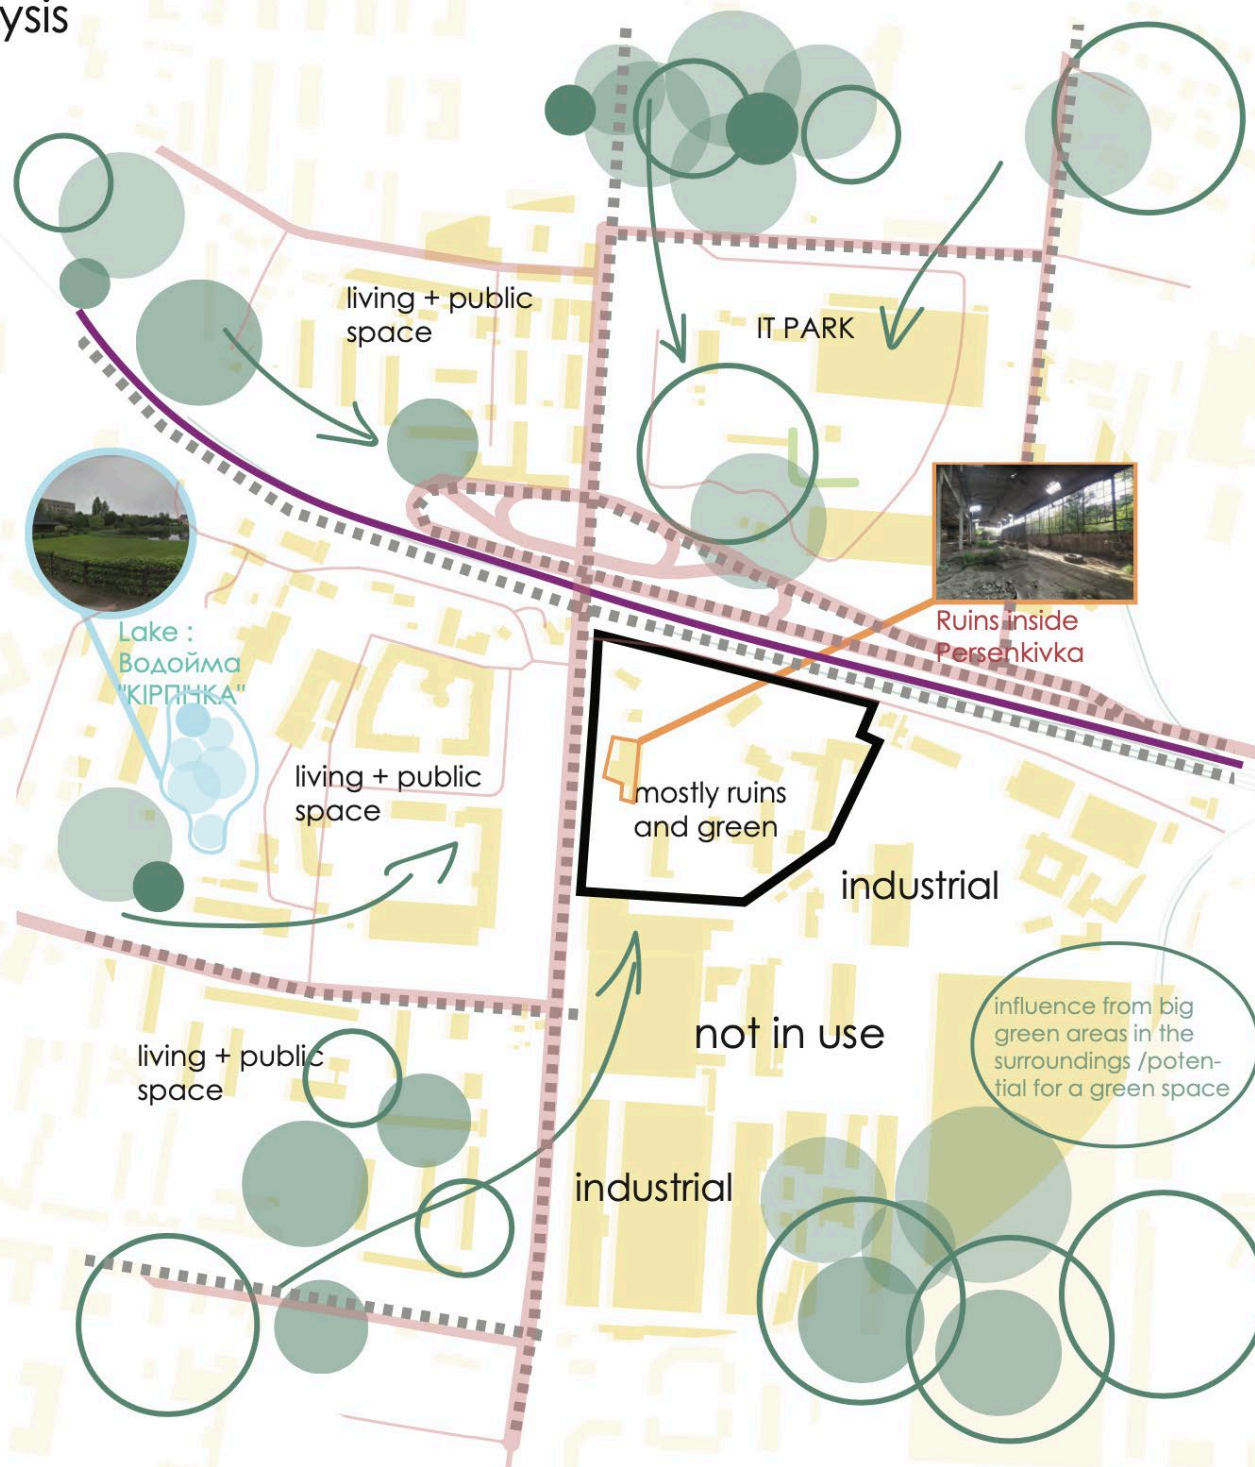 ysis
living + public
space
IT PARK
Ruins inside
Persenkivka
Lake :
Водойма
"КІРПІЧКА"
living + public
space
mostly ruins
and green
industrial
influence from big
green areas in the
surroundings /poten-
tial for a green space
not in use
living + public
space
industrial